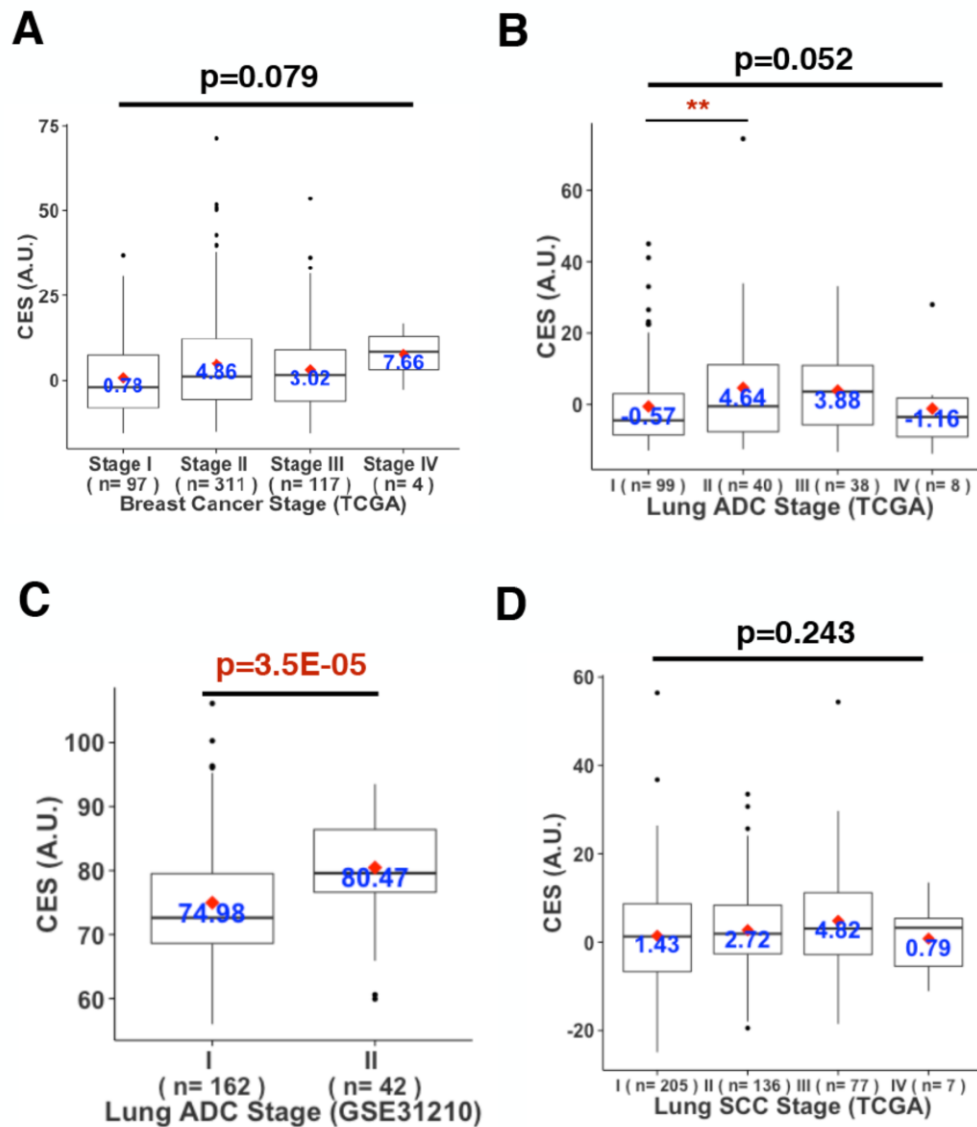 A
p=0.079
75
50
25
0
CES (A.U.)
0.78
4.86
3.02
7.66
Stage I Stage II Stage III Stage IV
( n= 97) ( n= 311) ( n= 117) ( n= 4)
Breast Cancer Stage (TCGA)
B
p=0.052
**
60
40
20
0
CES (A.U.)
-0.57
4.64
3.88
-1.16
I ( n= 99) II ( n= 40) III ( n= 38) IV ( n= 8)
Lung ADC Stage (TCGA)
C
p=3.5E-05
100
90
80
70
60
CES (A.U.)
74.98
80.47
I II
( n= 162 ) ( n= 42 )
Lung ADC Stage (GSE31210)
D
p=0.243
60
40
20
0
-20
CES (A.U.)
1.43
2.72
4.82
0.79
I ( n= 205) II ( n= 136) III ( n= 77) IV ( n= 7)
Lung SCC Stage (TCGA)